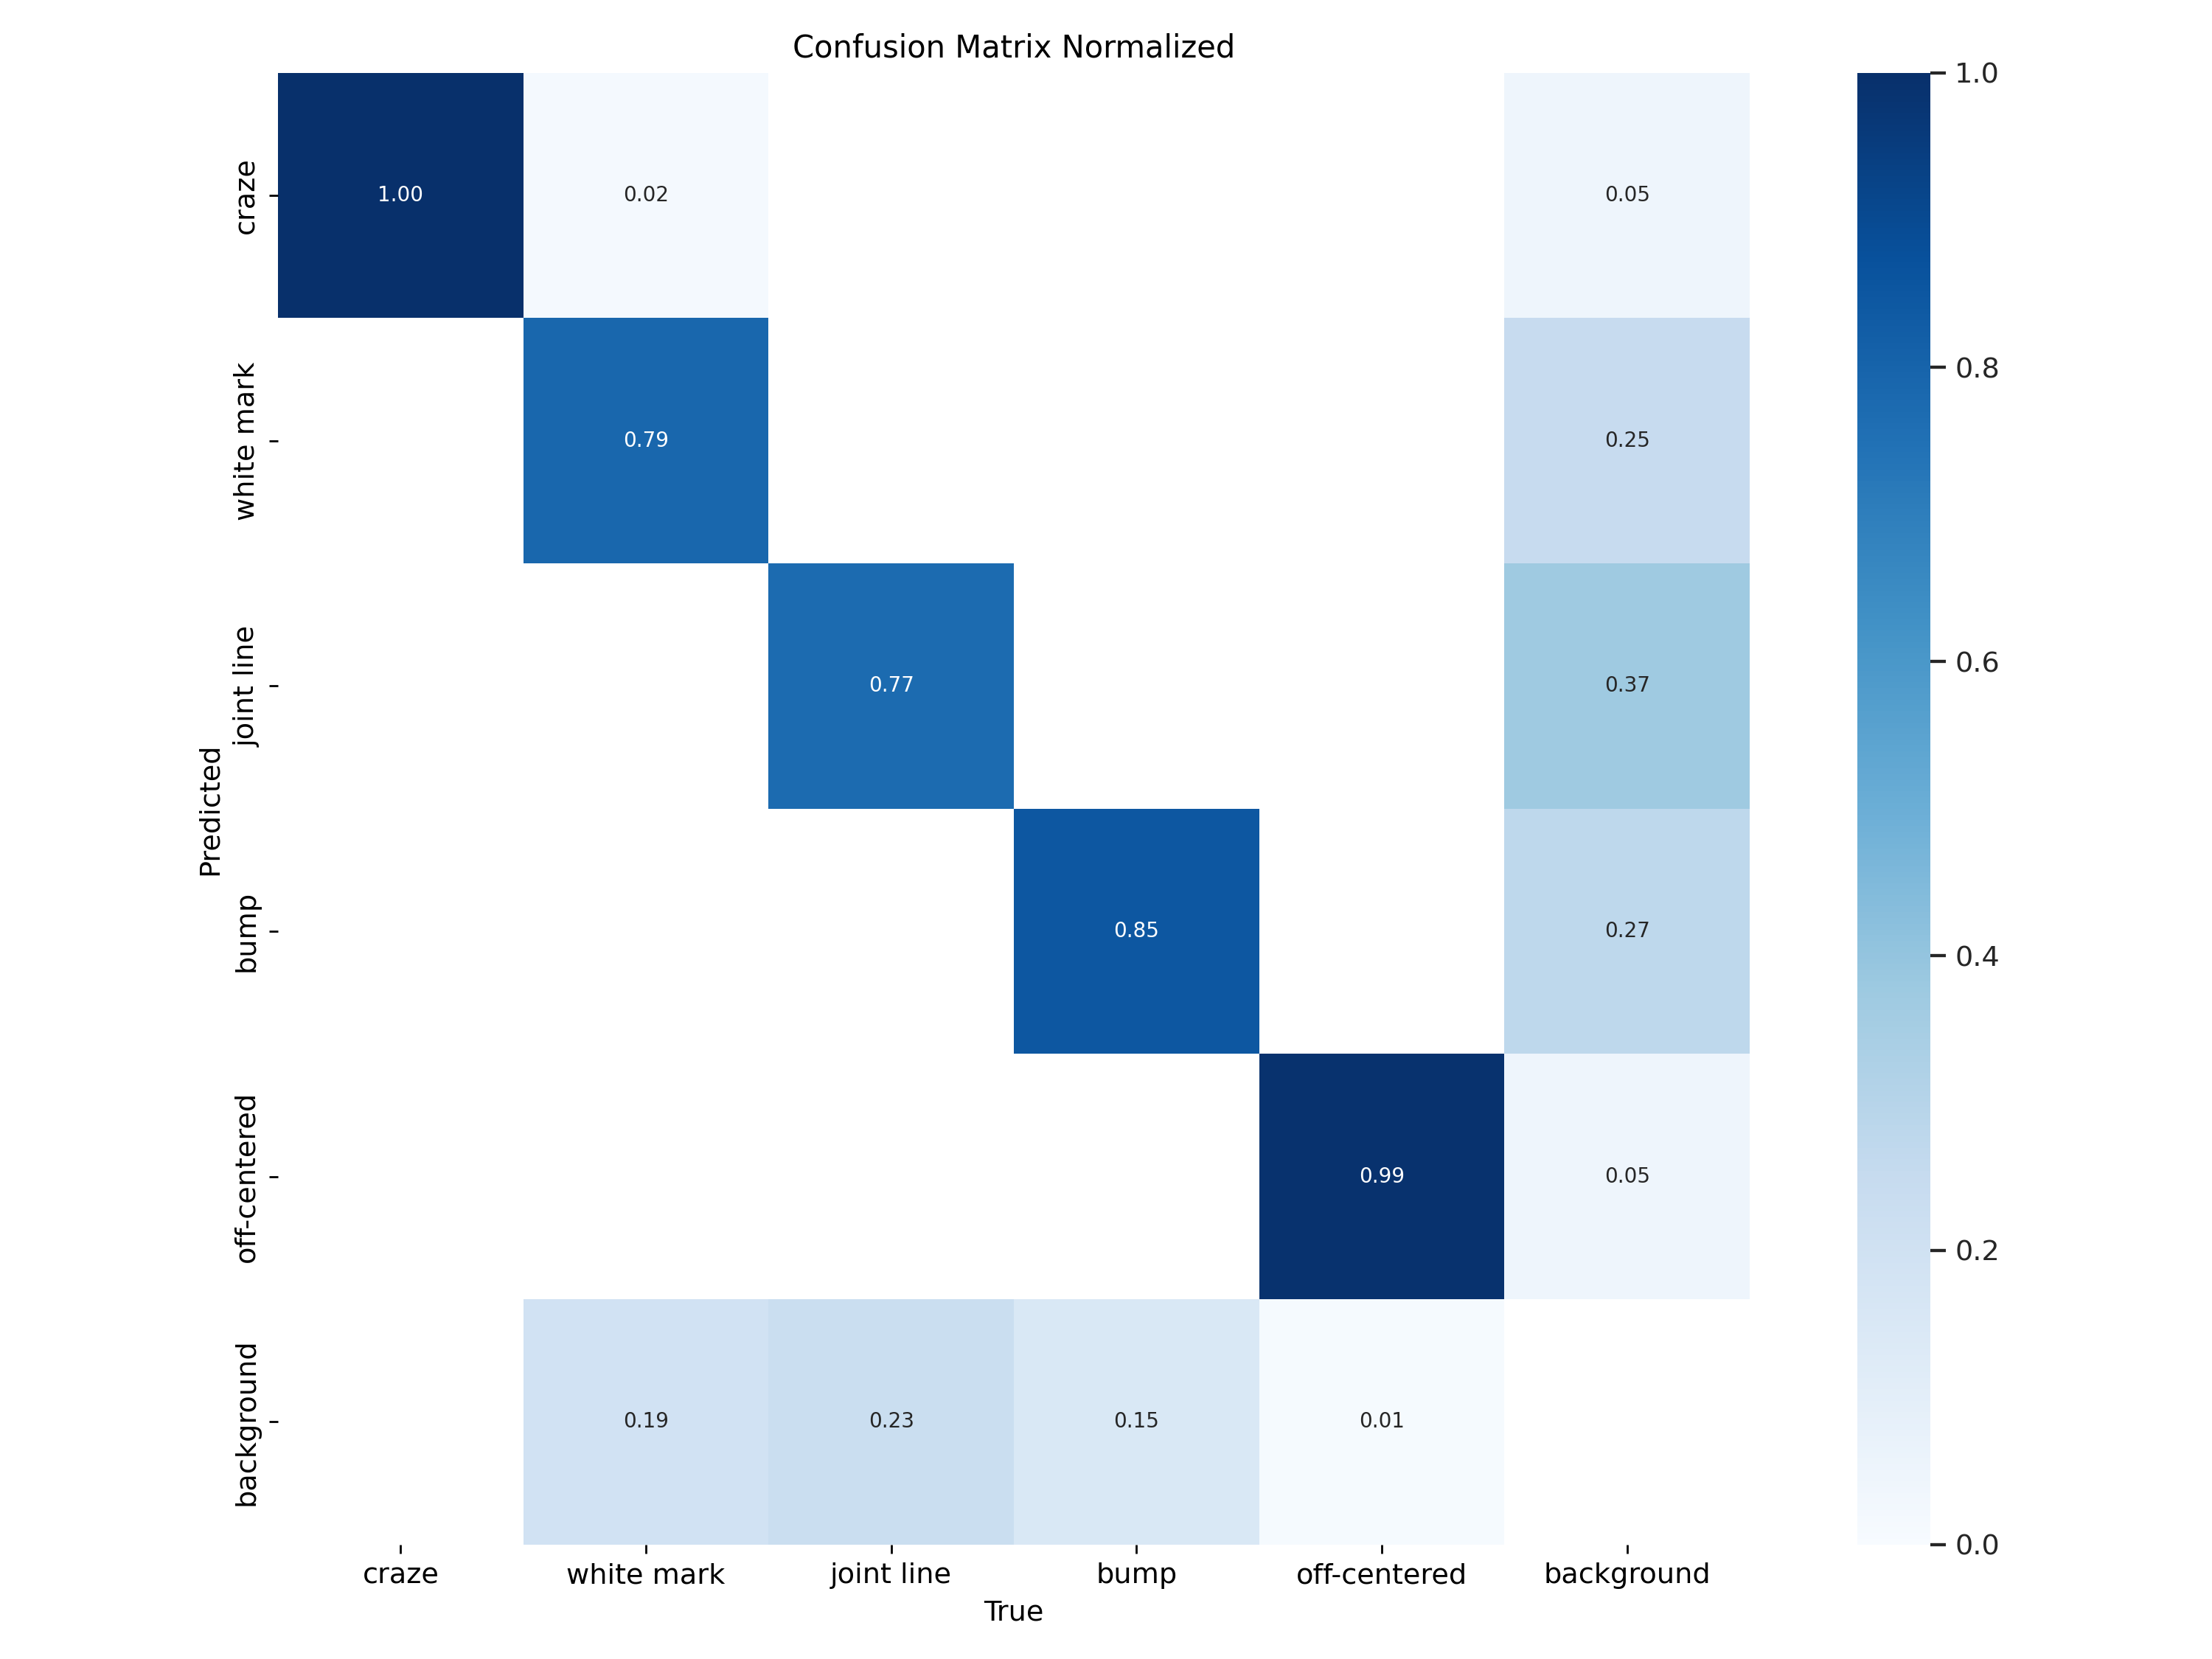 Confusion Matrix Normalized
craze
1.00
0.02
0.05
white mark
0.79
0.25
joint line
0.77
0.37
bump
0.85
0.27
off-centered
0.99
0.05
background
0.19
0.23
0.15
0.01
Predicted
craze
white mark
joint line
bump
off-centered
background
True
1.0
0.8
0.6
0.4
0.2
0.0